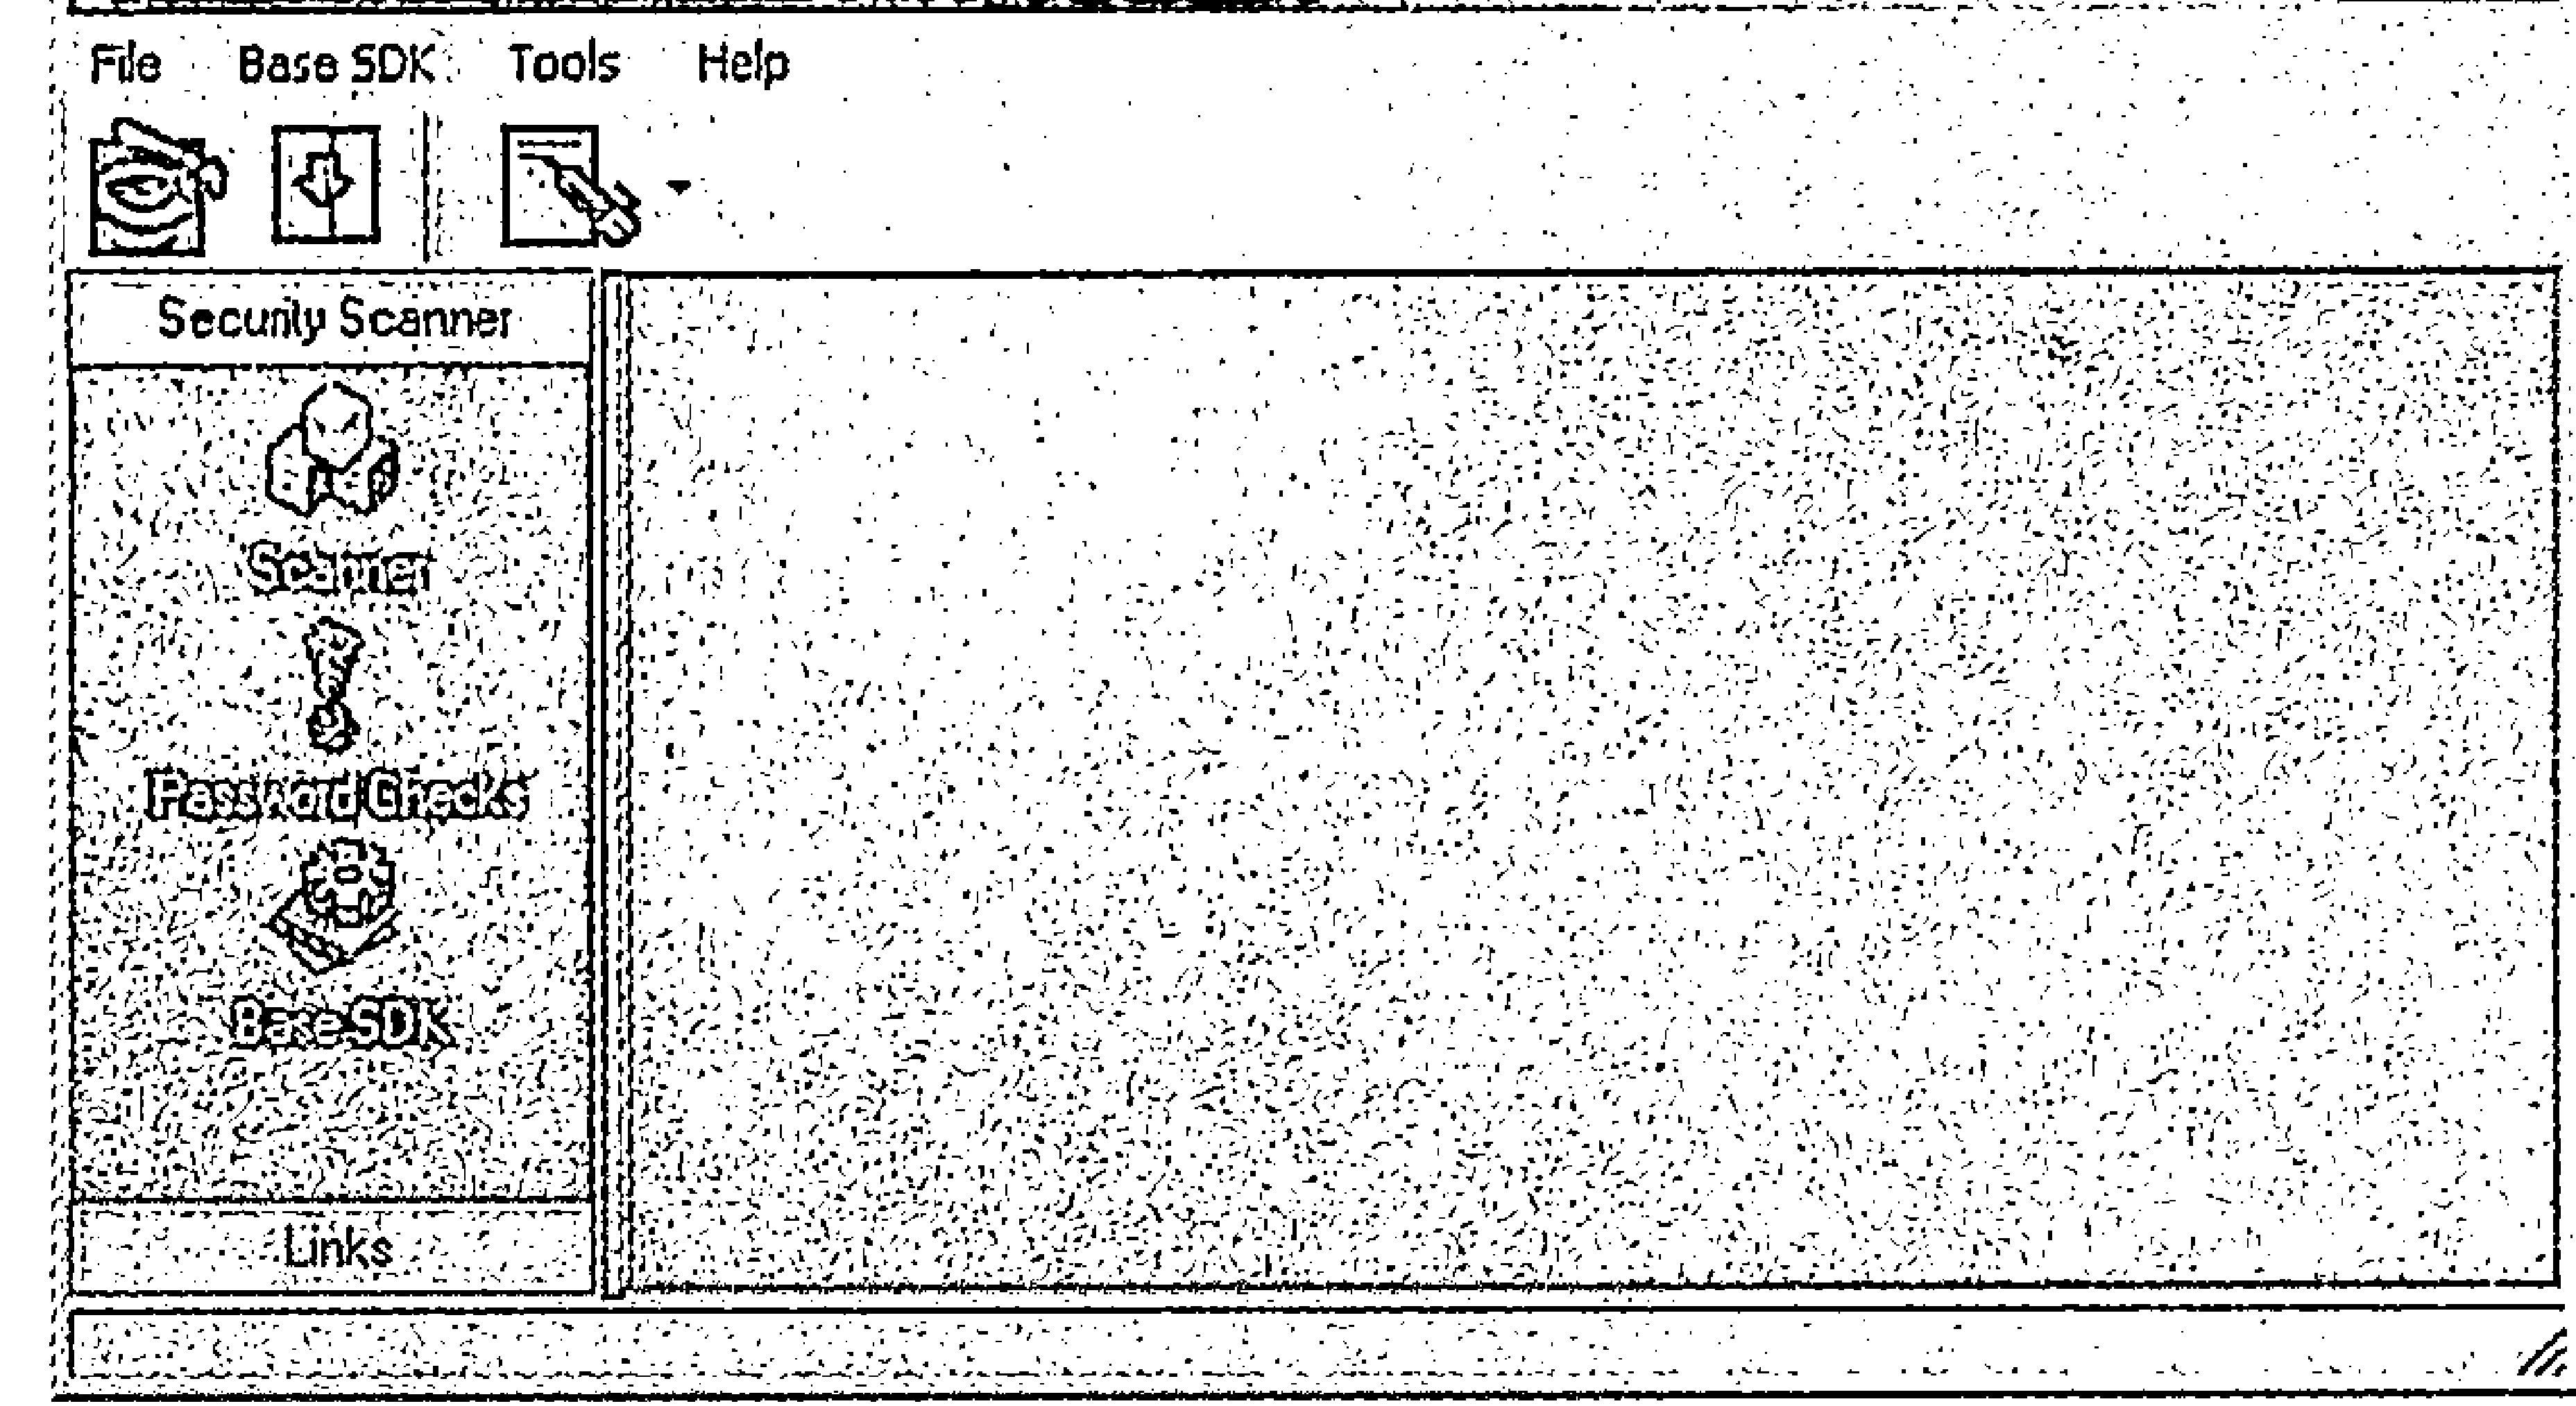 File Base SDK Tools Help
Security Scanner
Scanner
Password Checks
Base SDK
Links